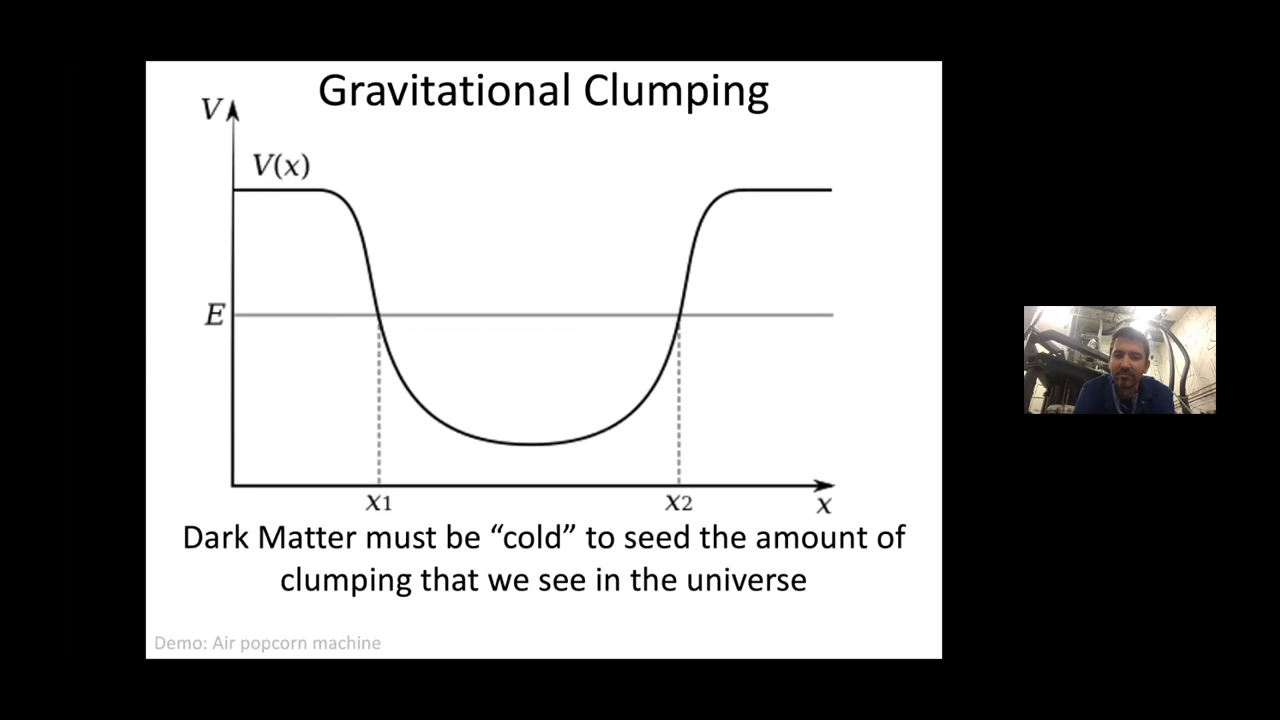 Gravitational Clumping
V
V(x)
E
x1
x2
x
Dark Matter must be “cold” to seed the amount of
clumping that we see in the universe
Demo: Air popcorn machine